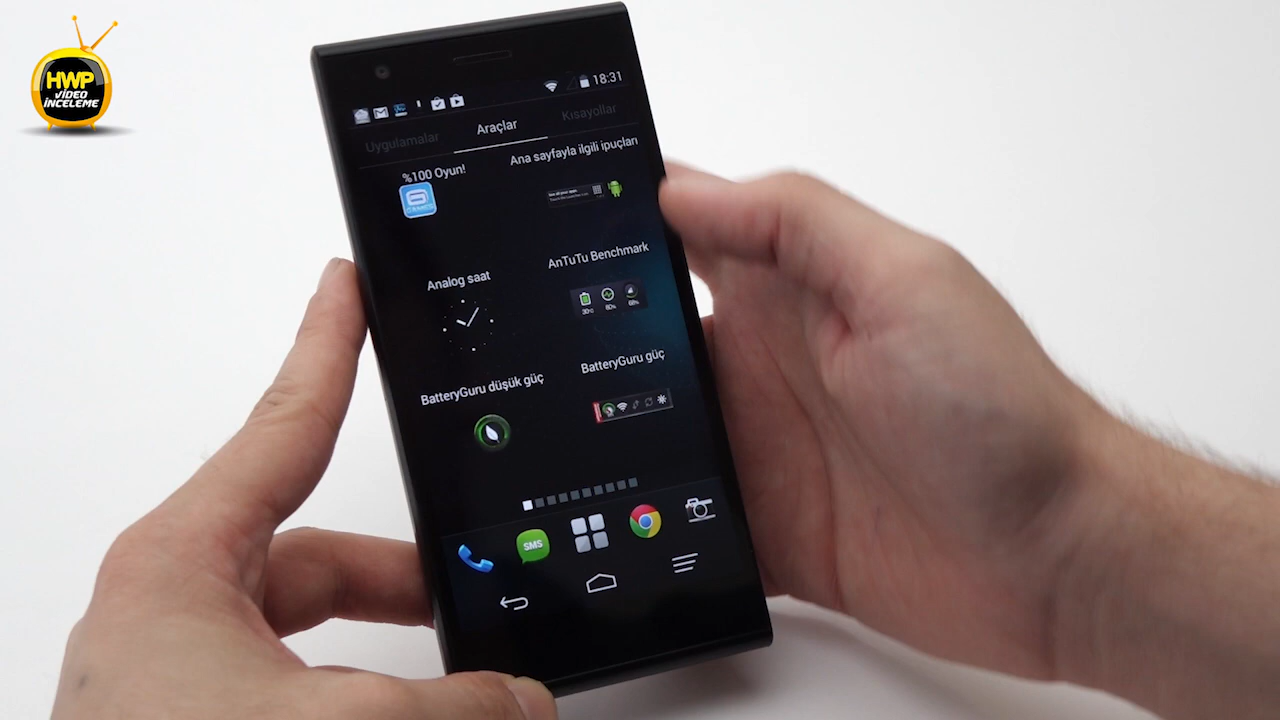 HWP
VİDEO
İNCELEME
18:31
Uygulamalar
Araçlar
Kısayollar
%100 Oyun!
Ana sayfayla ilgili ipuçları
Analog saat
AnTuTu Benchmark
BatteryGuru düşük güç
BatteryGuru güç
SMS